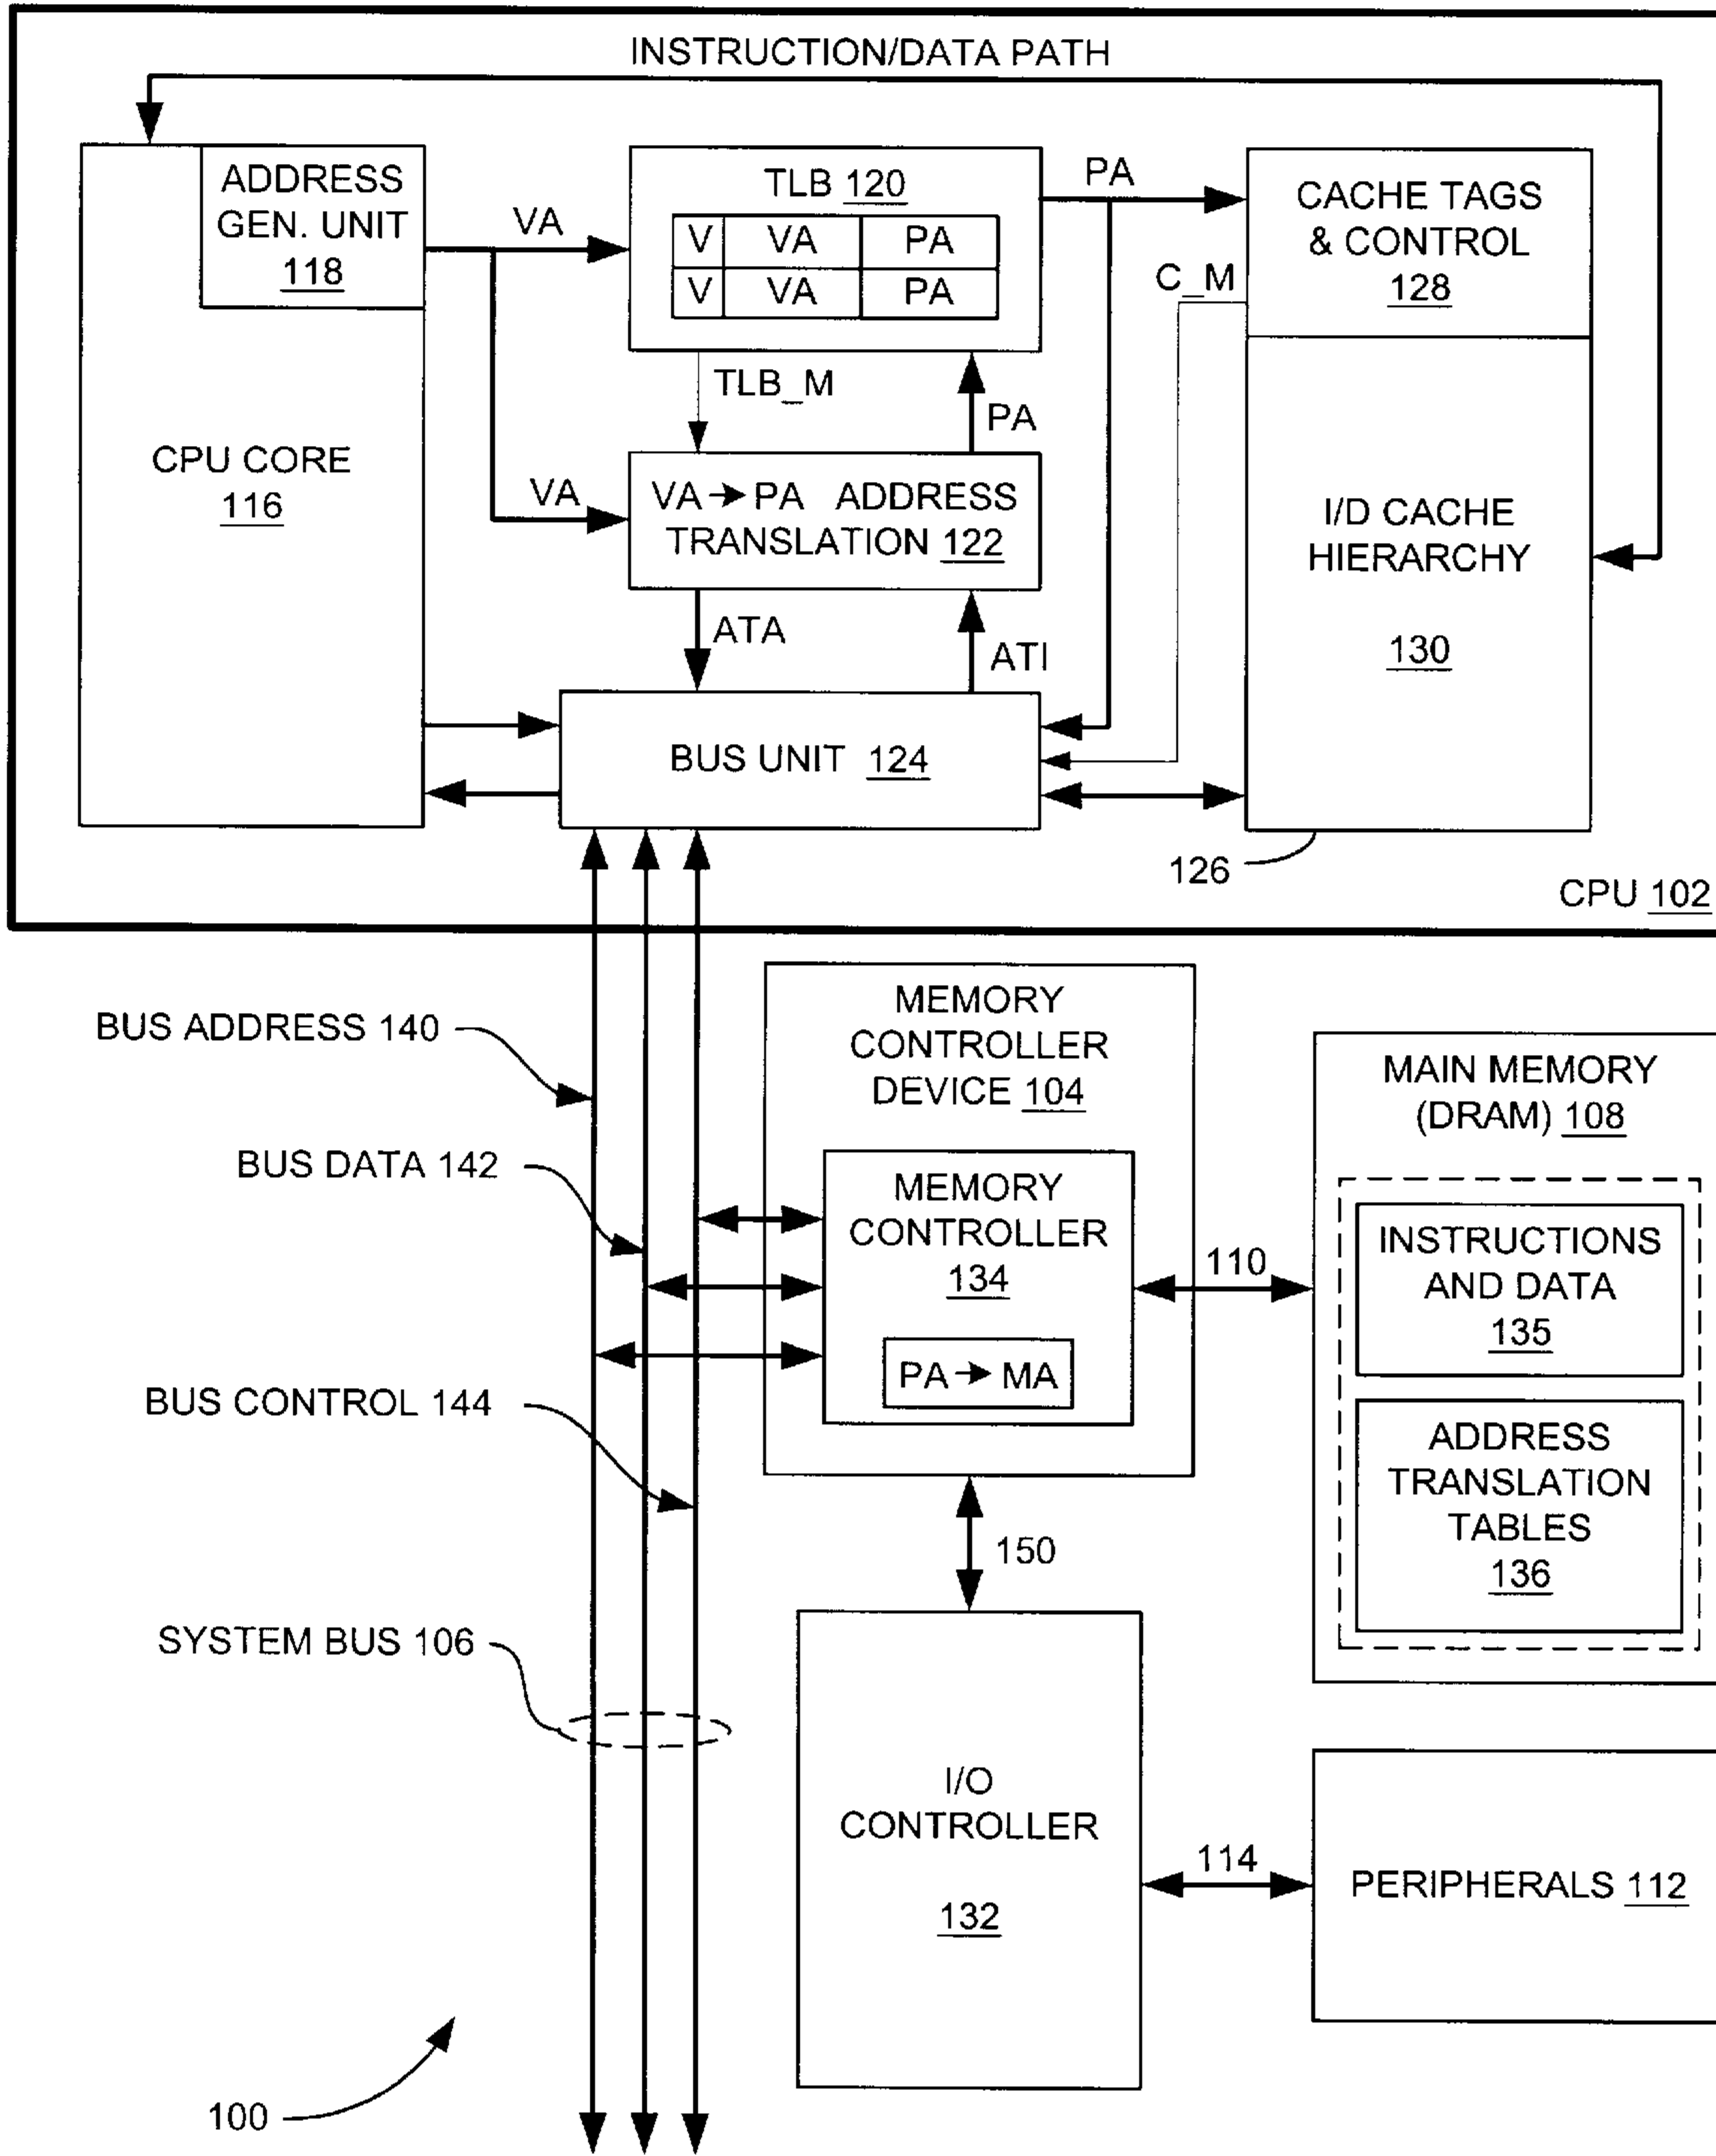 INSTRUCTION/DATA PATH
ADDRESS
GEN. UNIT
118
CPU CORE
116
VA
VA
TLB 120
V VA PA
V VA PA
TLB_M
PA
VA → PA ADDRESS
TRANSLATION 122
ATA
ATI
BUS UNIT 124
PA
C_M
CACHE TAGS
& CONTROL
128
I/D CACHE
HIERARCHY
130
126
CPU 102
BUS ADDRESS 140
BUS DATA 142
BUS CONTROL 144
SYSTEM BUS 106
MEMORY
CONTROLLER
DEVICE 104
MEMORY
CONTROLLER
134
PA → MA
110
MAIN MEMORY
(DRAM) 108
INSTRUCTIONS
AND DATA
135
ADDRESS
TRANSLATION
TABLES
136
150
I/O
CONTROLLER
132
114
PERIPHERALS 112
100